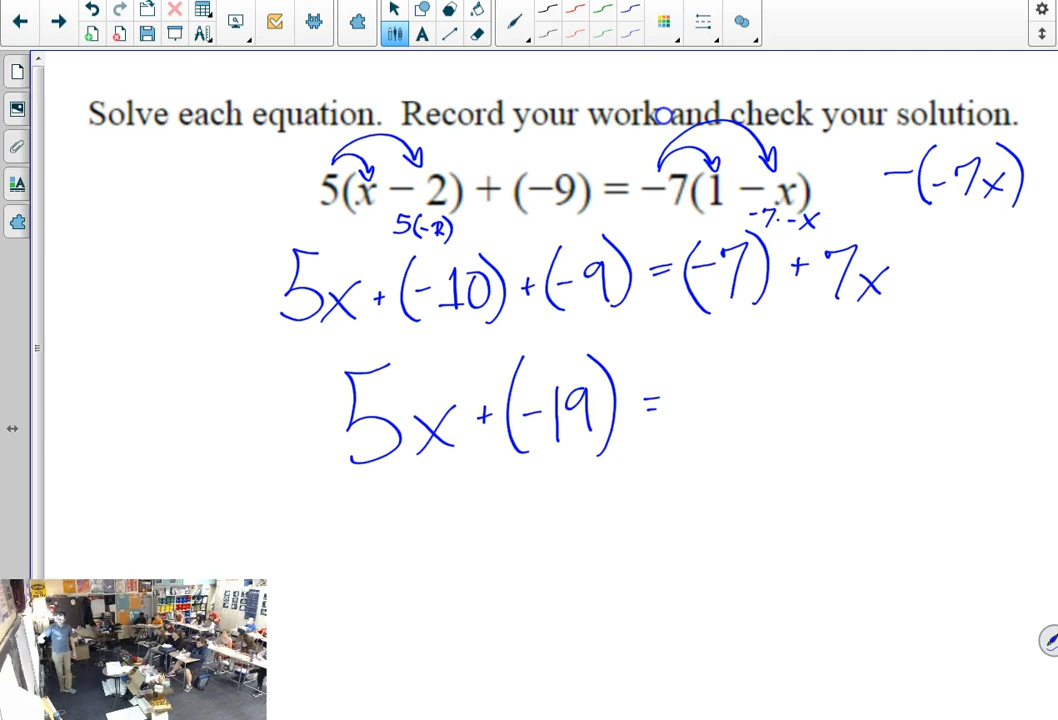 Solve each equation. Record your work and check your solution.
5(x − 2) + (−9) = −7(1 − x)
-(-7x)
5(-2)
-7·-x
5x + (-10) + (-9) = (-7) + 7x
5x + (-19) =